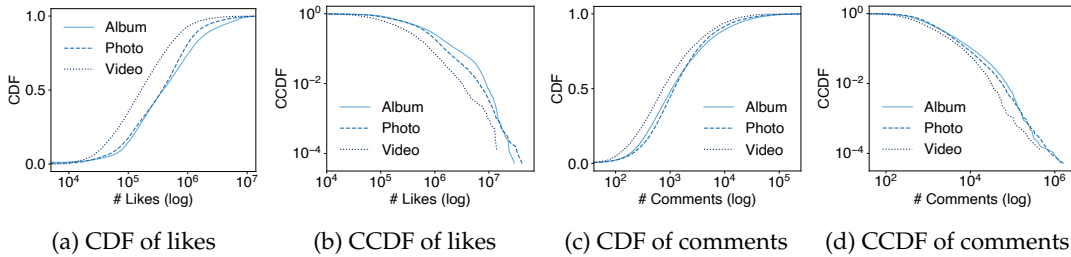 CDF
1.0
0.5
0.0
Album
Photo
Video
10^4 10^5 10^6 10^7
# Likes (log)
(a) CDF of likes
CCDF
10^0
10^−2
10^−4
Album
Photo
Video
10^4 10^5 10^6 10^7
# Likes (log)
(b) CCDF of likes
CDF
1.0
0.5
0.0
Album
Photo
Video
10^2 10^3 10^4 10^5
# Comments (log)
(c) CDF of comments
CCDF
10^0
10^−2
10^−4
Album
Photo
Video
10^2 10^4 10^6
# Comments (log)
(d) CCDF of comments